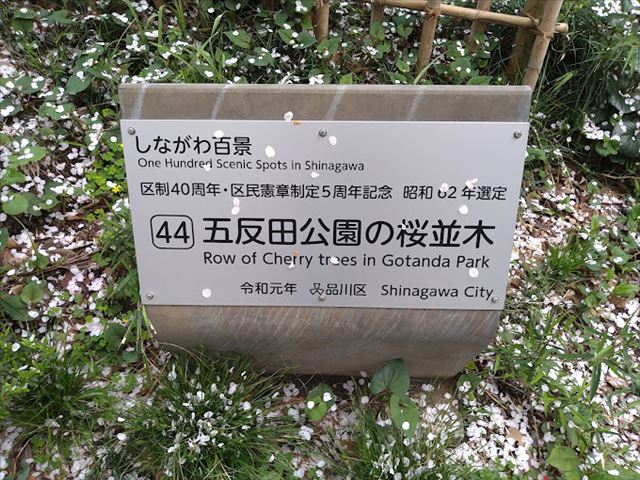 しながわ百景
One Hundred Scenic Spots in Shinagawa
区制40周年・区民憲章制定5周年記念 昭和62年選定
44 五反田公園の桜並木
Row of Cherry trees in Gotanda Park
令和元年 品川区 Shinagawa City